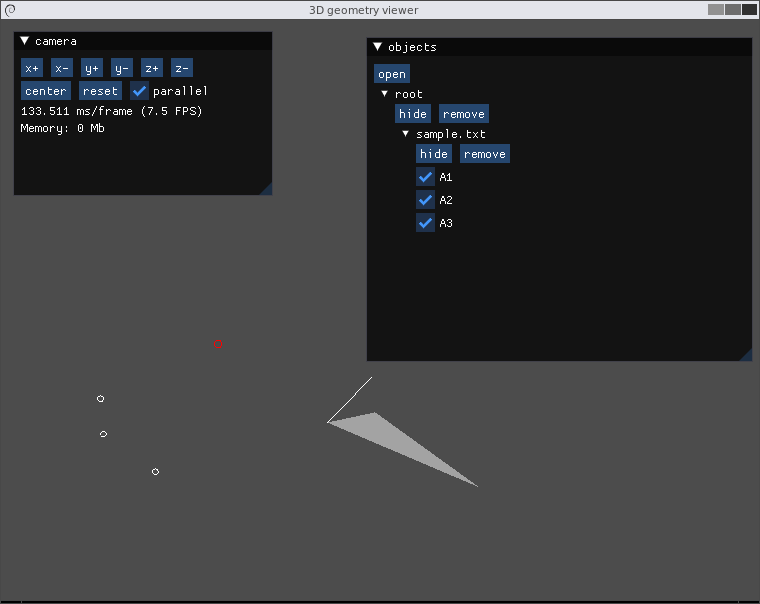 3D geometry viewer
camera
x+ x- y+ y- z+ z-
center reset parallel
133.511 ms/frame (7.5 FPS)
Memory: 0 Mb
objects
open
root
hide remove
sample.txt
hide remove
A1
A2
A3